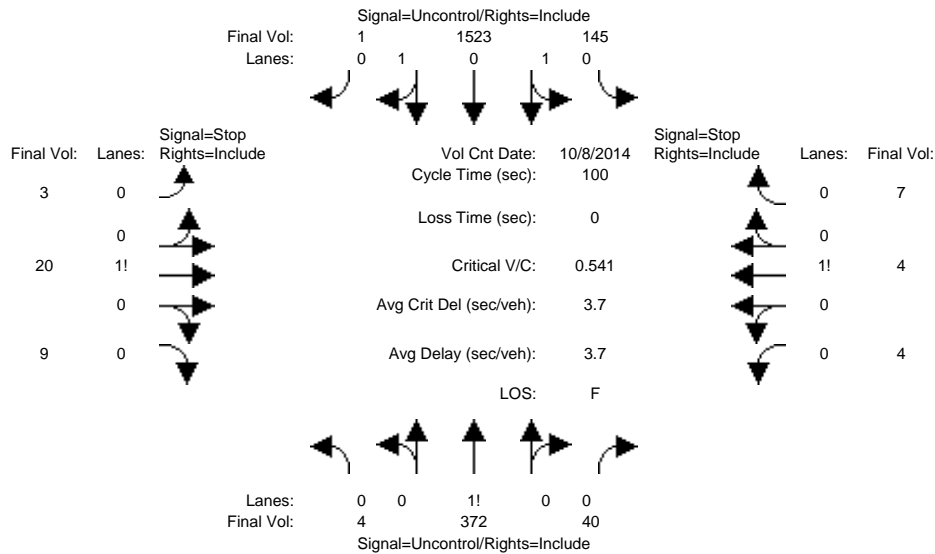 Signal=Uncontrol/Rights=Include
Final Vol: 1 1523 145
Lanes: 0 1 0 1 0
Signal=Stop Signal=Stop
Final Vol: Lanes: Rights=Include Vol Cnt Date: 10/8/2014 Rights=Include Lanes: Final Vol:
Cycle Time (sec): 100
3 0 0 7
Loss Time (sec): 0
0 0
20 1! Critical V/C: 0.541 1! 4
0 Avg Crit Del (sec/veh): 3.7 0
9 0 Avg Delay (sec/veh): 3.7 0 4
LOS: F
Lanes: 0 0 1! 0 0
Final Vol: 4 372 40
Signal=Uncontrol/Rights=Include